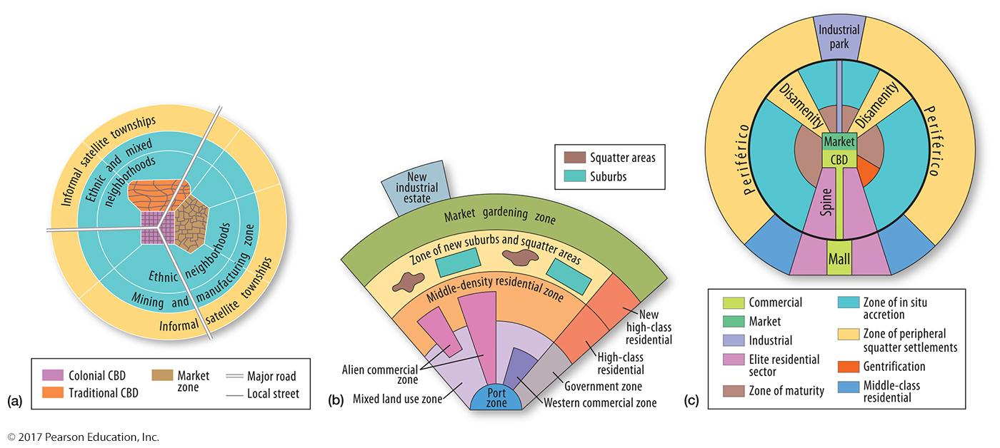 Informal satellite townships
Ethnic and mixed
neighborhoods
Ethnic neighborhoods
Mining and manufacturing zone
Informal satellite townships
Colonial CBD
Traditional CBD
Market
zone
Major road
Local street
(a)
Squatter areas
Suburbs
New
industrial
estate
Market gardening zone
Zone of new suburbs and squatter areas
Middle-density residential zone
New
high-class
residential
High-class
residential
Alien commercial
zone
Government zone
Mixed land use zone
Port
zone
Western commercial zone
(b)
Industrial
park
Disamenity
Disamenity
Periférico
Periférico
Market
CBD
Spine
Mall
Commercial
Market
Industrial
Elite residential
sector
Zone of maturity
Zone of in situ
accretion
Zone of peripheral
squatter settlements
Gentrification
Middle-class
residential
(c)
© 2017 Pearson Education, Inc.